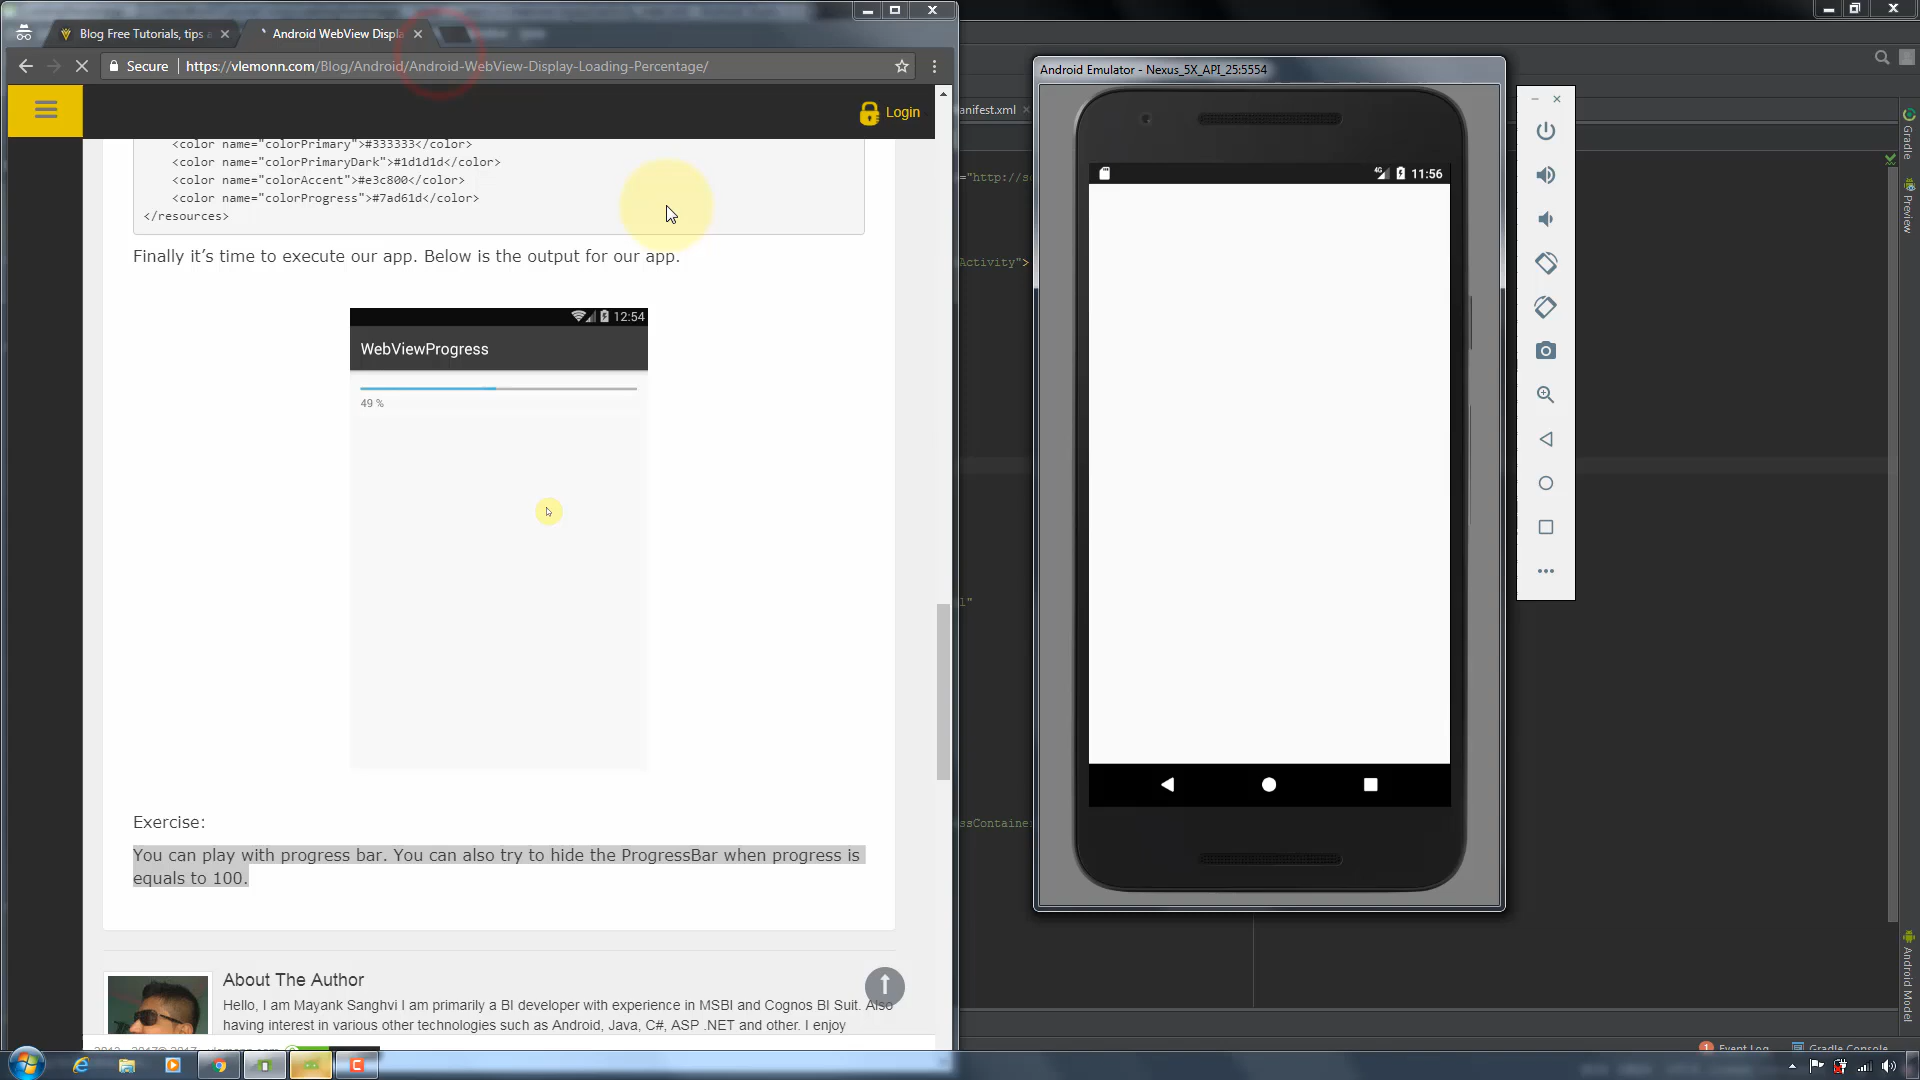 Blog Free Tutorials, tips
Android WebView Displ
Secure
https://vlemonn.com/Blog/Android/Android-WebView-Display-Loading-Percentage/
Login
<color name="colorPrimary">#333333</color>
<color name="colorPrimaryDark">#1d1d1d</color>
<color name="colorAccent">#e3c800</color>
<color name="colorProgress">#7ad61d</color>
</resources>
Finally it’s time to execute our app. Below is the output for our app.
12:54
WebViewProgress
49 %
Exercise:
You can play with progress bar. You can also try to hide the ProgressBar when progress is
equals to 100.
About The Author
Hello, I am Mayank Sanghvi I am primarily a BI developer with experience in MSBI and Cognos BI Suit. Also
having interest in various other technologies such as Android, Java, C#, ASP .NET and other. I enjoy
Android Emulator - Nexus_5X_API_25:5554
4G
11:56
anifest.xml
="http://s
Activity">
l"
ssContaine
Gradle
Preview
Android Model
1
Event Log
Gradle Console